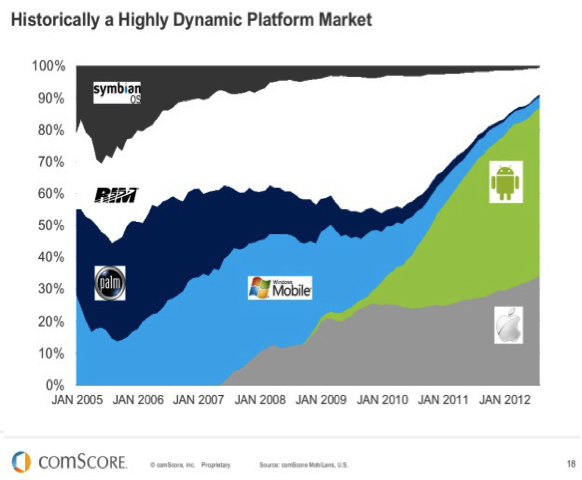 Historically a Highly Dynamic Platform Market
100%
90%
80%
70%
60%
50%
40%
30%
20%
10%
0%
symbian
OS
RIM
palm
Windows
Mobile
JAN 2005 JAN 2006 JAN 2007 JAN 2008 JAN 2009 JAN 2010 JAN 2011 JAN 2012
comSCORE
© comScore, Inc. Proprietary. Source: comScore MobiLens, U.S. 18